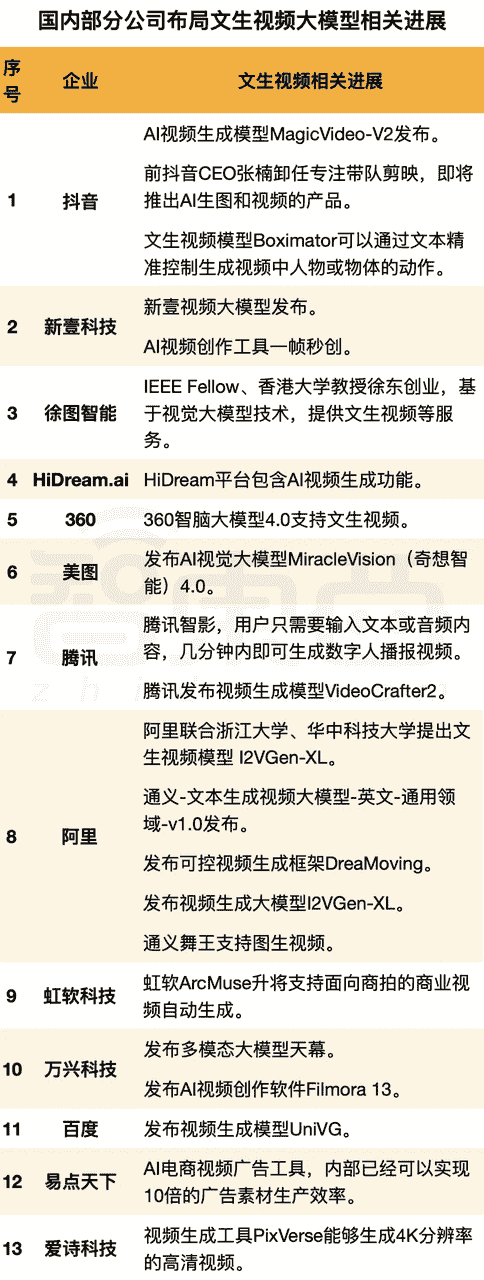 国内部分公司布局文生视频大模型相关进展
序号
企业
文生视频相关进展
1
抖音
AI视频生成模型MagicVideo-V2发布。
前抖音CEO张楠卸任专注带队剪映，即将
推出AI生图和视频的产品。
文生视频模型Boximator可以通过文本精
准控制生成视频中人物或物体的动作。
2
新壹科技
新壹视频大模型发布。
AI视频创作工具一帧秒创。
3
徐图智能
IEEE Fellow、香港大学教授徐东创业，基
于视觉大模型技术，提供文生视频等服
务。
4
HiDream.ai
HiDream平台包含AI视频生成功能。
5
360
360智脑大模型4.0支持文生视频。
6
美图
发布AI视觉大模型MiracleVision（奇想智
能）4.0。
7
腾讯
腾讯智影，用户只需要输入文本或音频内
容，几分钟内即可生成数字人播报视频。
腾讯发布视频生成模型VideoCrafter2。
8
阿里
阿里联合浙江大学、华中科技大学提出文
生视频模型 I2VGen-XL。
通义-文本生成视频大模型-英文-通用领
域-v1.0发布。
发布可控视频生成框架DreaMoving。
发布视频生成大模型I2VGen-XL。
通义舞王支持图生视频。
9
虹软科技
虹软ArcMuse升将支持面向商拍的商业视
频自动生成。
10
万兴科技
发布多模态大模型天幕。
发布AI视频创作软件Filmora 13。
11
百度
发布视频生成模型UniVG。
12
易点天下
AI电商视频广告工具，内部已经可以实现
10倍的广告素材生产效率。
13
爱诗科技
视频生成工具PixVerse能够生成4K分辨率
的高清视频。